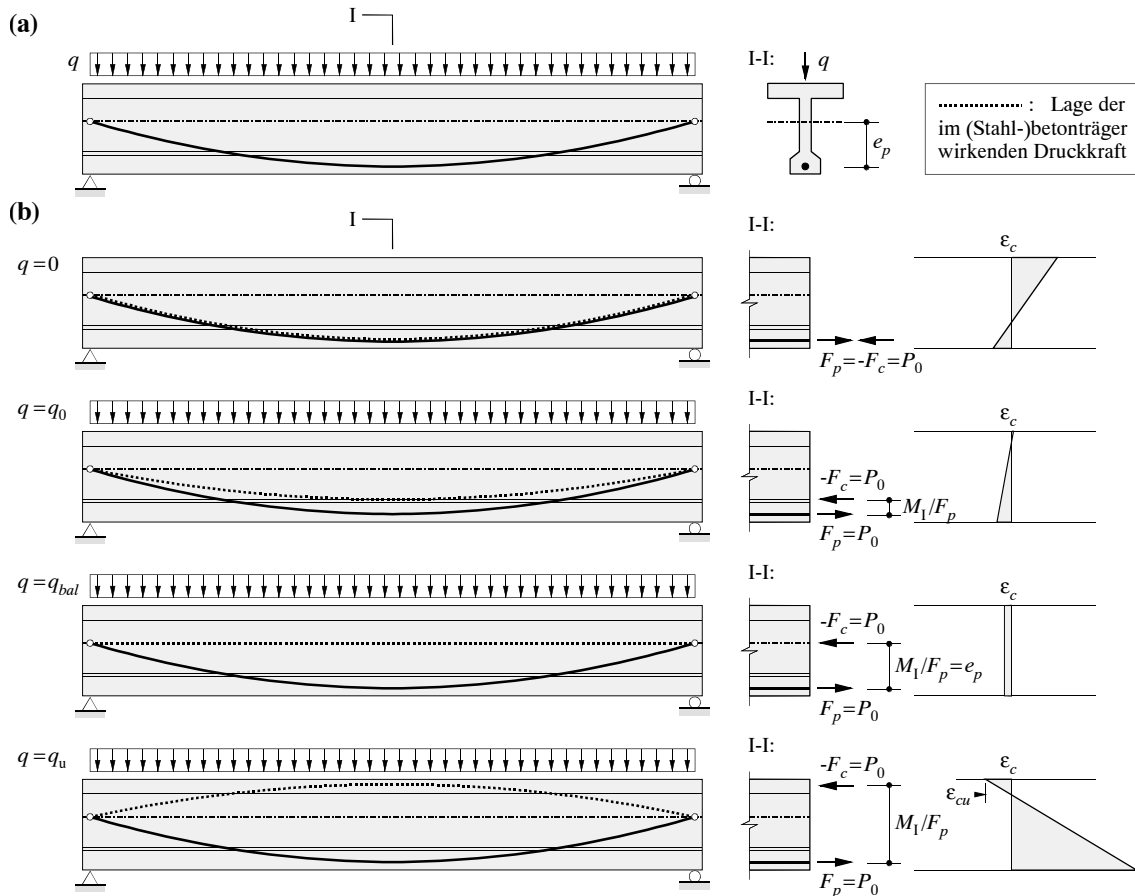 (a)
I
q
I-I:
q
e_p
: Lage der
im (Stahl-)betonträger
wirkenden Druckkraft
(b)
I
I-I:
q=0
ε_c
F_p=-F_c=P_0
q=q_0
I-I:
ε_c
-F_c=P_0
M_I/F_p
F_p=P_0
q=q_bal
I-I:
ε_c
-F_c=P_0
M_I/F_p=e_p
F_p=P_0
q=q_u
I-I:
ε_c
-F_c=P_0
ε_cu
M_I/F_p
F_p=P_0